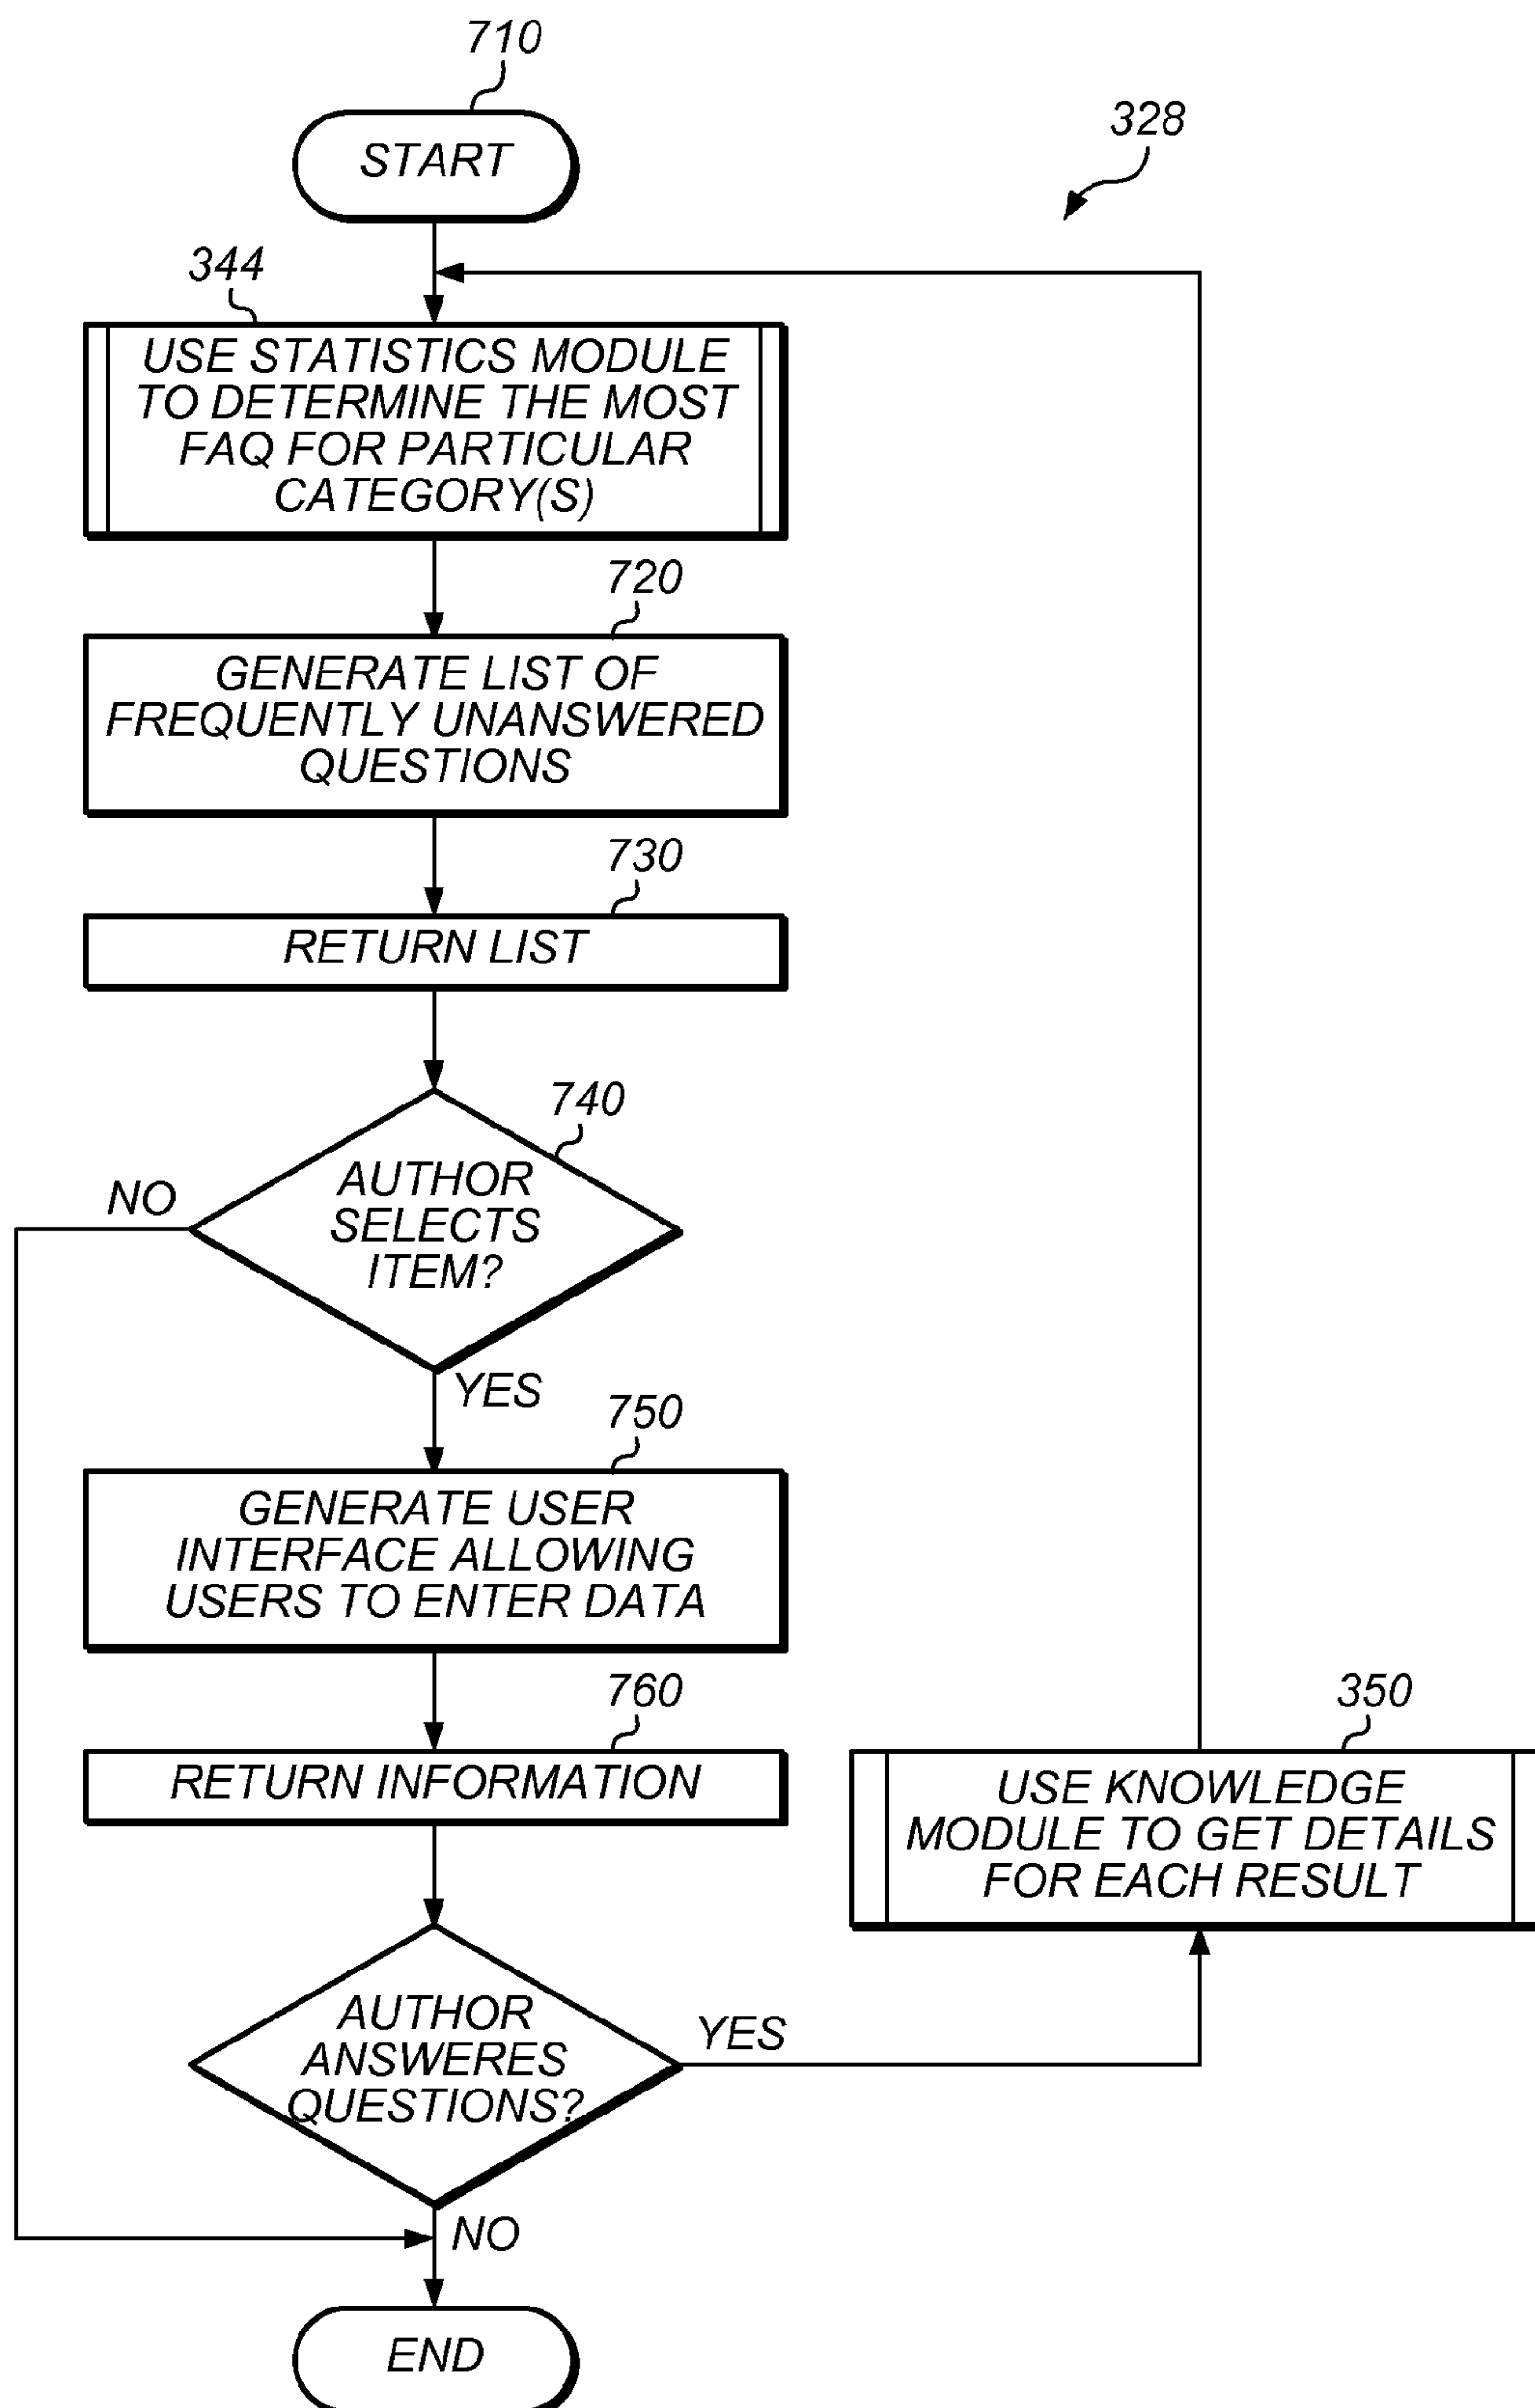 710
START
328
344
USE STATISTICS MODULE
TO DETERMINE THE MOST
FAQ FOR PARTICULAR
CATEGORY(S)
720
GENERATE LIST OF
FREQUENTLY UNANSWERED
QUESTIONS
730
RETURN LIST
740
AUTHOR
SELECTS
ITEM?
NO
YES
750
GENERATE USER
INTERFACE ALLOWING
USERS TO ENTER DATA
760
RETURN INFORMATION
350
USE KNOWLEDGE
MODULE TO GET DETAILS
FOR EACH RESULT
AUTHOR
ANSWERES
QUESTIONS?
YES
NO
END